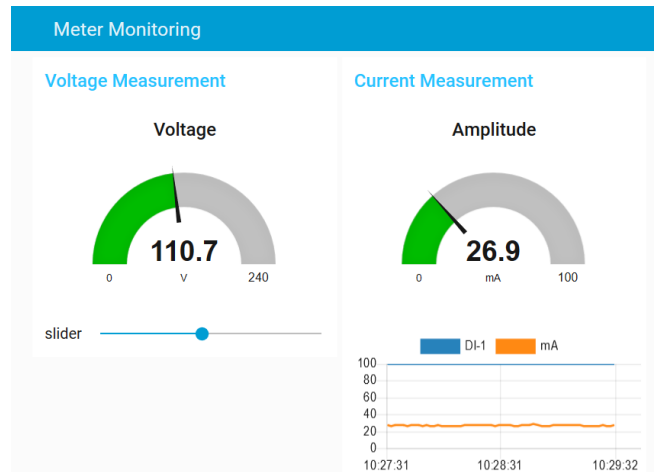 Meter Monitoring
Voltage Measurement
Voltage
110.7
0 V 240
slider
Current Measurement
Amplitude
26.9
0 mA 100
DI-1 mA
100
80
60
40
20
0
10:27:31 10:28:31 10:29:32